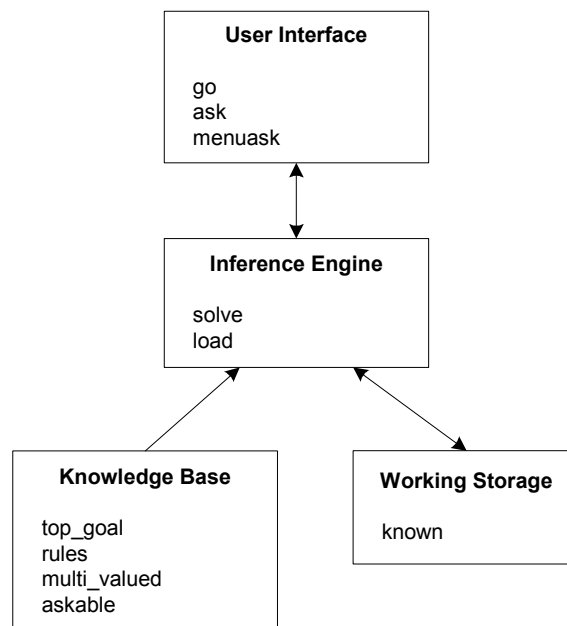 User Interface
go
ask
menuask
Inference Engine
solve
load
Knowledge Base
top_goal
rules
multi_valued
askable
Working Storage
known